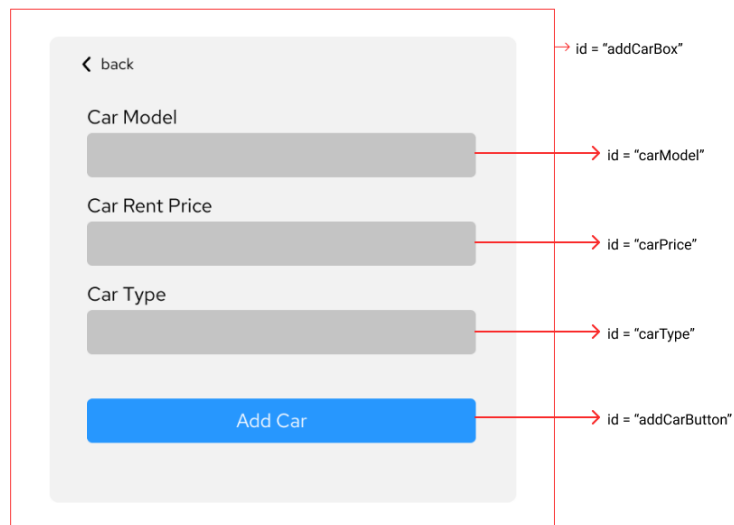 id = “addCarBox”
back
Car Model
id = “carModel”
Car Rent Price
id = “carPrice”
Car Type
id = “carType”
Add Car
id = “addCarButton”